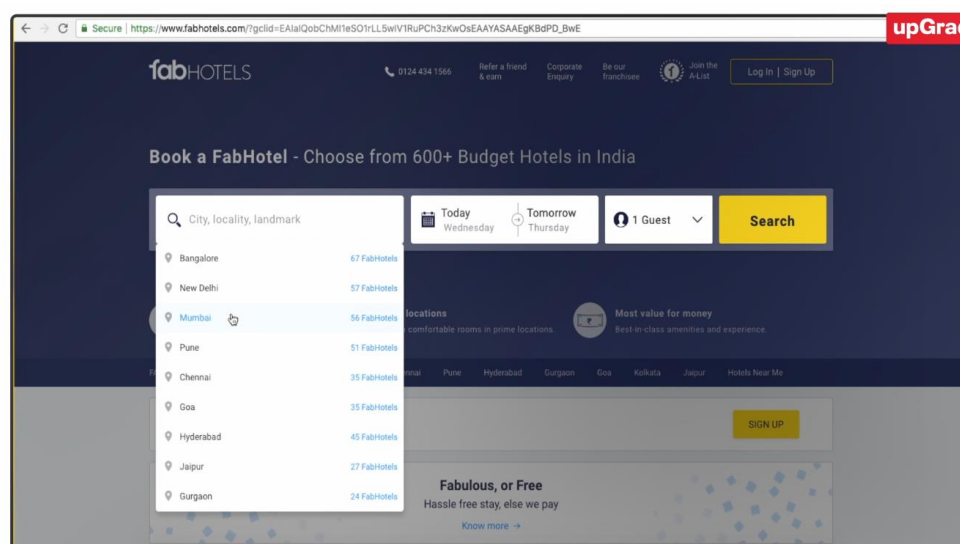 Secure | https://www.fabhotels.com/?gclid=EAIaIQobChMI1eSO1rLL5wIV1RuPCh3zKwOsEAAYASAAEgKBdPD_BwE
upGrad
fabHOTELS
0124 434 1566
Refer a friend & earn
Corporate Enquiry
Be our franchisee
Join the A-List
Log In | Sign Up
Book a FabHotel - Choose from 600+ Budget Hotels in India
City, locality, landmark
Today
Wednesday
Tomorrow
Thursday
1 Guest
Search
Bangalore 67 FabHotels
New Delhi 57 FabHotels
Mumbai 56 FabHotels
Pune 51 FabHotels
Chennai 35 FabHotels
Goa 35 FabHotels
Hyderabad 45 FabHotels
Jaipur 27 FabHotels
Gurgaon 24 FabHotels
locations
comfortable rooms in prime locations.
Most value for money
Best-in-class amenities and experience.
Pune Hyderabad Gurgaon Goa Kolkata Jaipur Hotels Near Me
SIGN UP
Fabulous, or Free
Hassle free stay, else we pay
Know more →